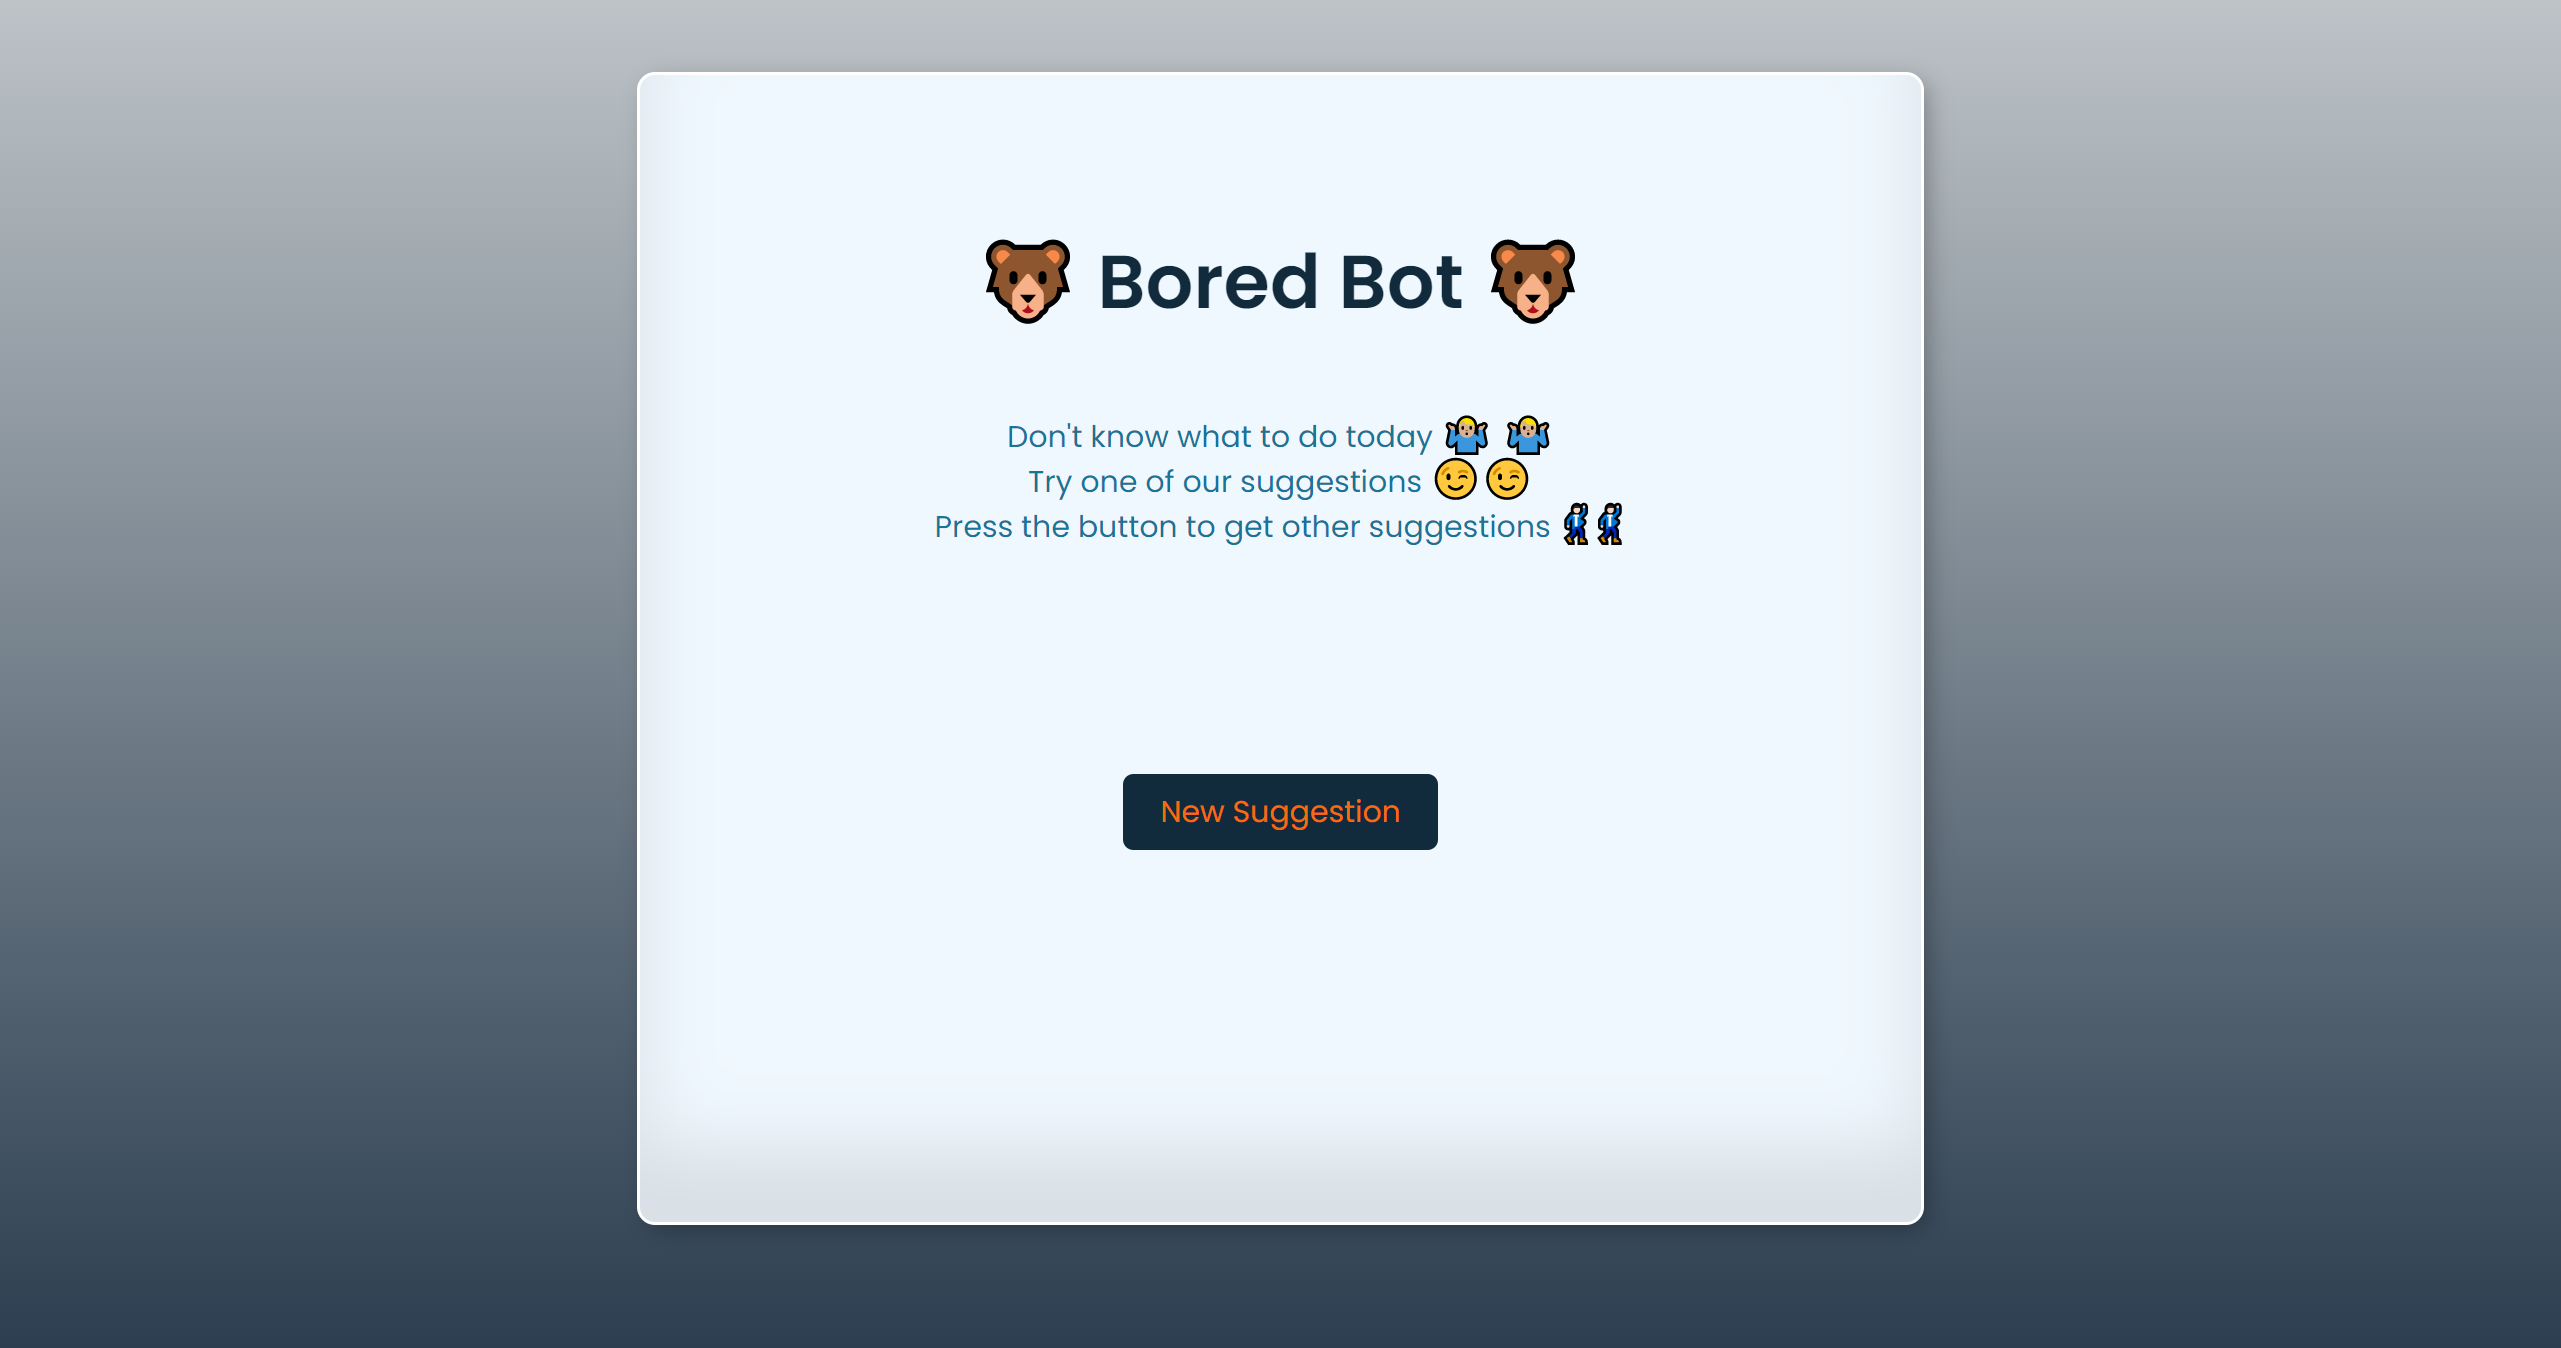 🐻 Bored Bot 🐻
Don't know what to do today 🤷🏼‍♂️ 🤷🏼‍♂️
Try one of our suggestions 😉😉
Press the button to get other suggestions 🕺🏻🕺🏻
New Suggestion